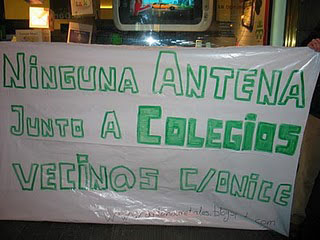 NINGUNA ANTENA
JUNTO A COLEGIOS
VECIN@S C/ONICE